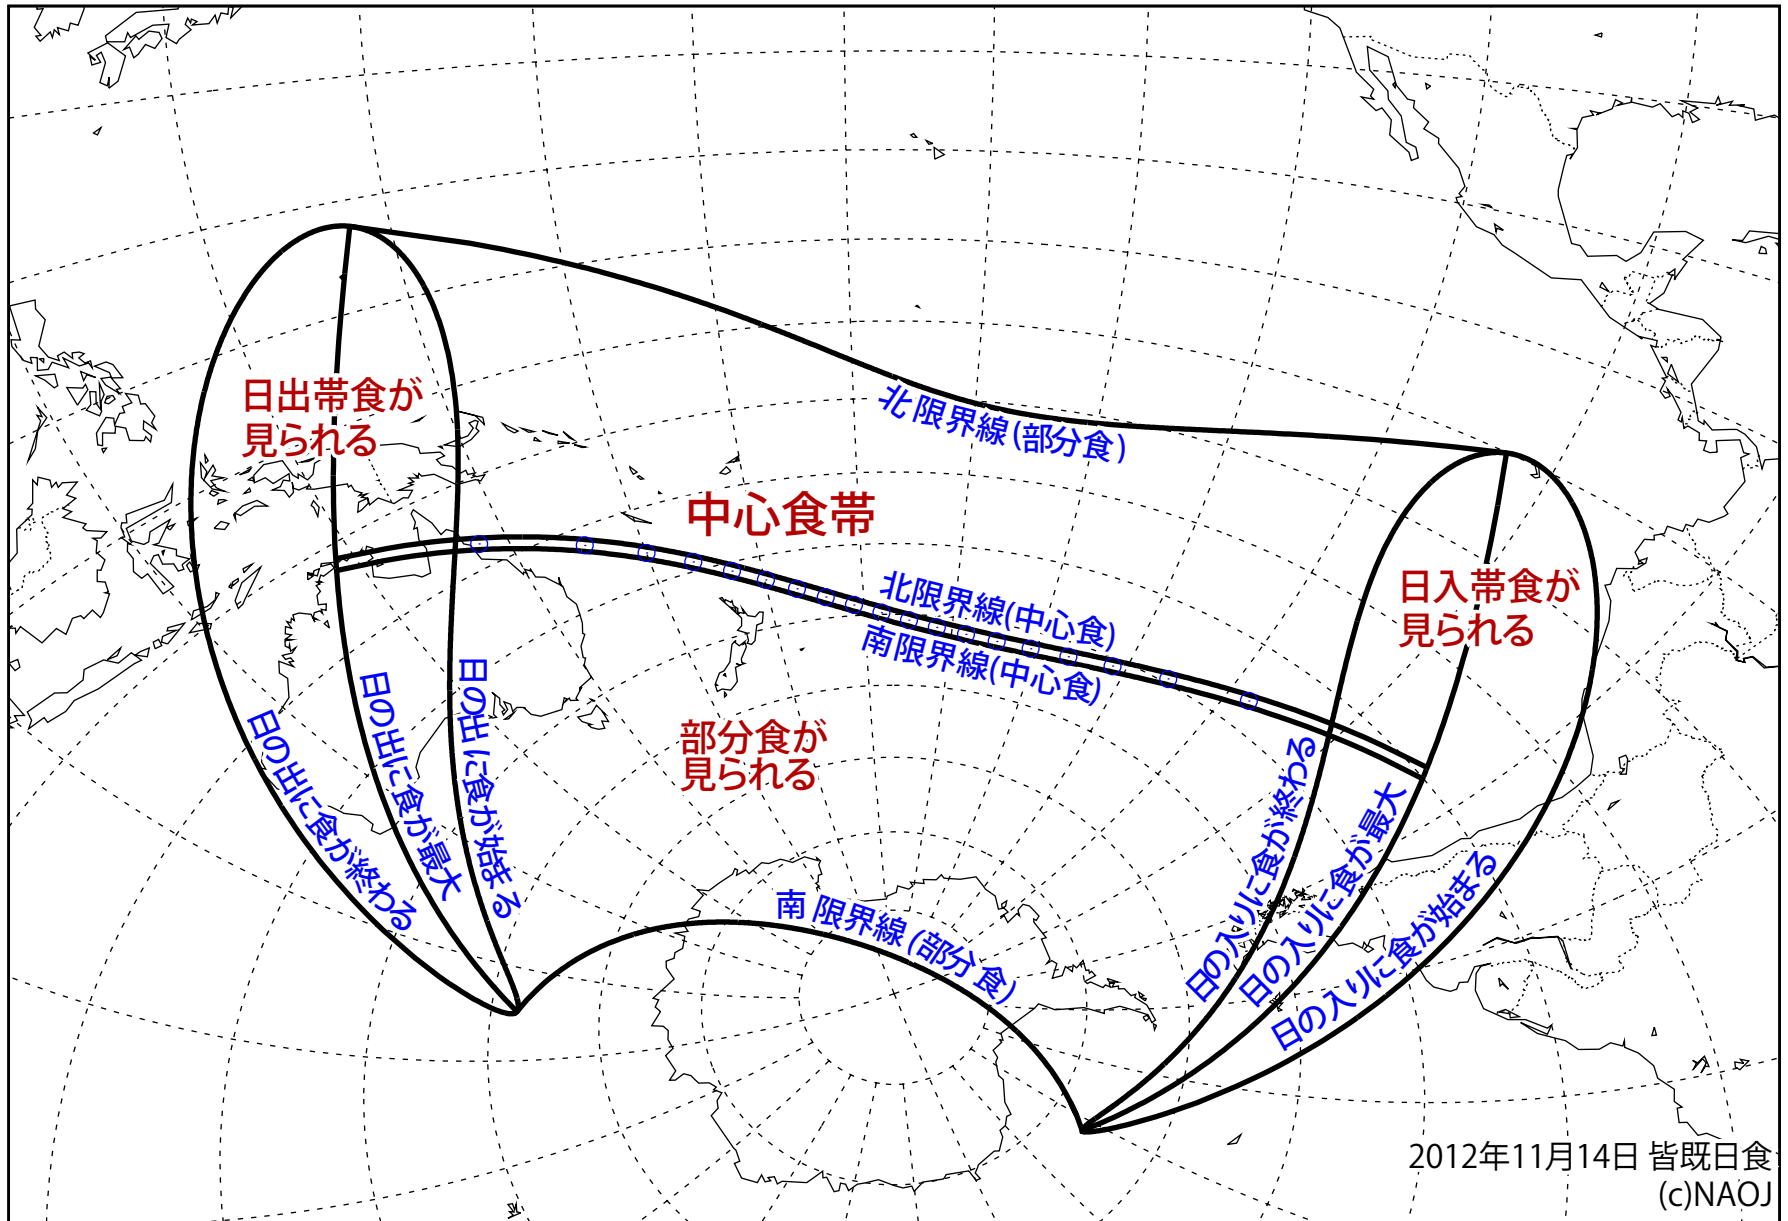 日出帯食が
見られる
北限界線(部分食)
中心食帯
北限界線(中心食)
南限界線(中心食)
日入帯食が
見られる
部分食が
見られる
日の出に食が終わる
日の出に食が最大
日の出に食が始まる
南限界線(部分食)
日の入りに食が終わる
日の入りに食が最大
日の入りに食が始まる
2012年11月14日 皆既日食
(c)NAOJ